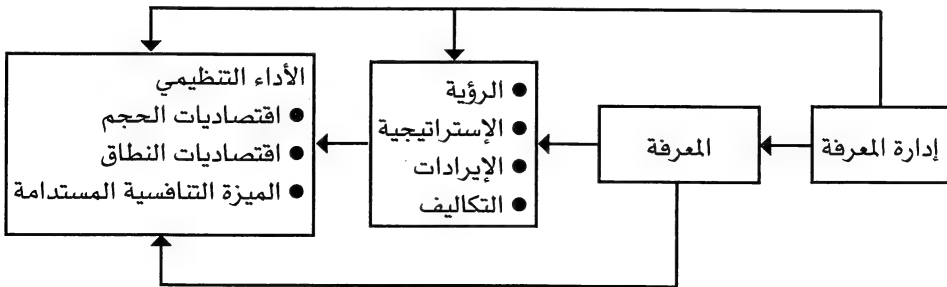 إدارة المعرفة
المعرفة
● الرؤية
● الإستراتيجية
● الإيرادات
● التكاليف
الأداء التنظيمي
● اقتصاديات الحجم
● اقتصاديات النطاق
● الميزة التنافسية المستدامة